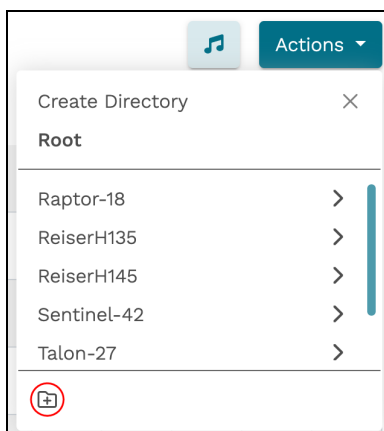 Actions
Create Directory
Root
Raptor-18
ReiserH135
ReiserH145
Sentinel-42
Talon-27